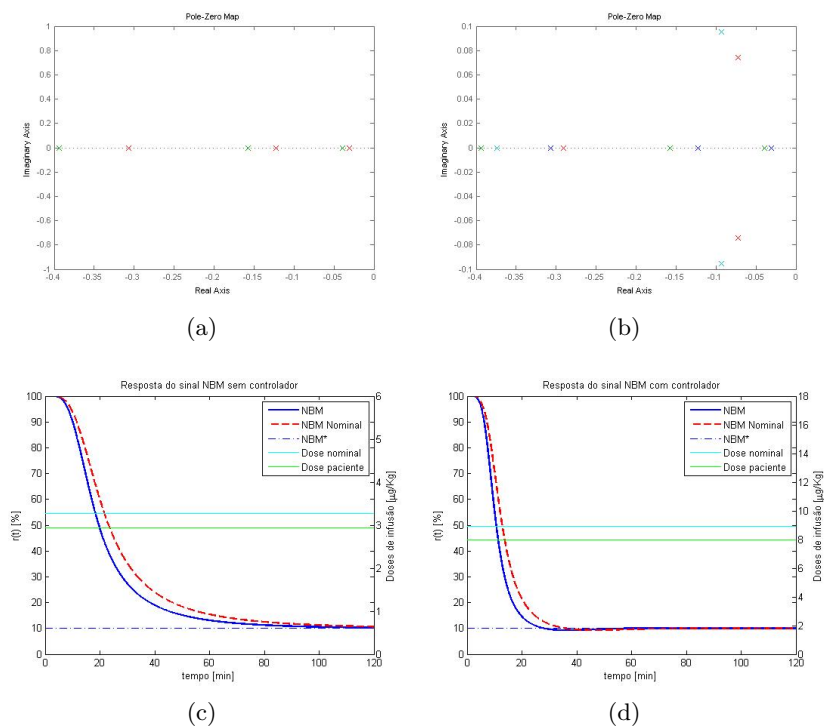 Pole-Zero Map
1
0.8
0.6
0.4
0.2
0
-0.2
-0.4
-0.6
-0.8
-1
Imaginary Axis
-0.4 -0.35 -0.3 -0.25 -0.2 -0.15 -0.1 -0.05 0
Real Axis
(a)
Pole-Zero Map
0.1
0.08
0.06
0.04
0.02
0
-0.02
-0.04
-0.06
-0.08
-0.1
Imaginary Axis
-0.4 -0.35 -0.3 -0.25 -0.2 -0.15 -0.1 -0.05 0
Real Axis
(b)
Resposta do sinal NBM sem controlador
100
90
80
70
60
50
40
30
20
10
0
r(t) [%]
NBM
NBM Nominal
NBM*
Dose nominal
Dose paciente
6
5
4
3
2
1
0
Doses de infusão [µg/Kg]
0 20 40 60 80 100 120
tempo [min]
(c)
Resposta do sinal NBM com controlador
100
90
80
70
60
50
40
30
20
10
0
r(t) [%]
NBM
NBM Nominal
NBM*
Dose nominal
Dose paciente
18
16
14
12
10
8
6
4
2
0
Doses de infusão [µg/Kg]
0 20 40 60 80 100 120
tempo [min]
(d)